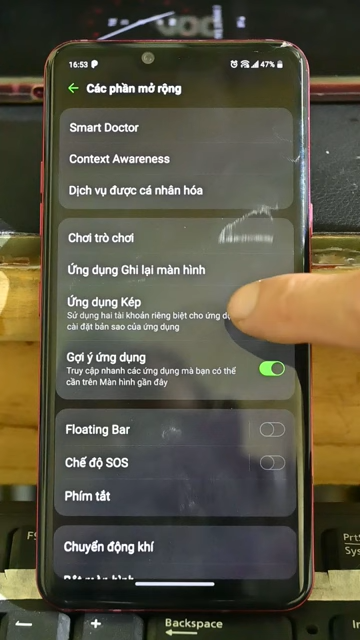 16:53
47%
Các phần mở rộng
Smart Doctor
Context Awareness
Dịch vụ được cá nhân hóa
Chơi trò chơi
Ứng dụng Ghi lại màn hình
Ứng dụng Kép
Sử dụng hai tài khoản riêng biệt cho ứng
cài đặt bản sao của ứng dụng
Gợi ý ứng dụng
Truy cập nhanh các ứng dụng mà bạn có thể
cần trên Màn hình gần đây
Floating Bar
Chế độ SOS
Phím tắt
Chuyển động khí
Backspace
+